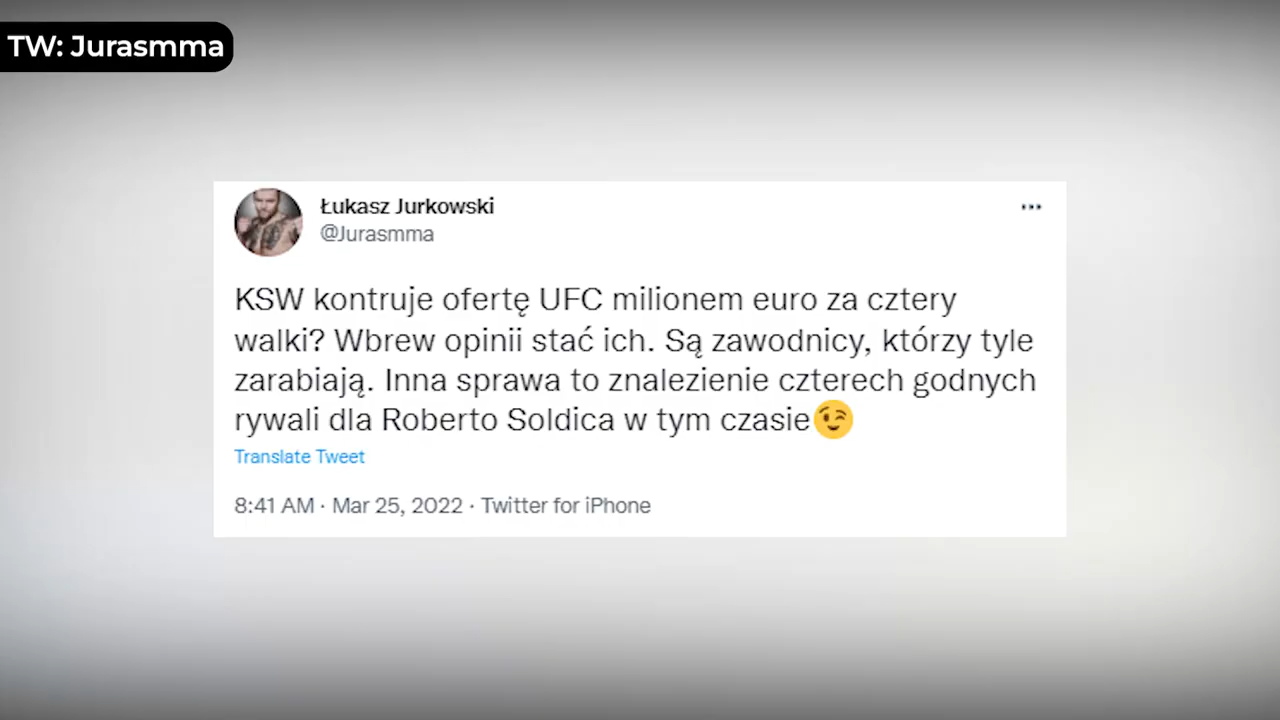 TW: Jurasmma
Łukasz Jurkowski
@Jurasmma
KSW kontruje ofertę UFC milionem euro za cztery
walki? Wbrew opinii stać ich. Są zawodnicy, którzy tyle
zarabiają. Inna sprawa to znalezienie czterech godnych
rywali dla Roberto Soldica w tym czasie😉
Translate Tweet
8:41 AM · Mar 25, 2022 · Twitter for iPhone